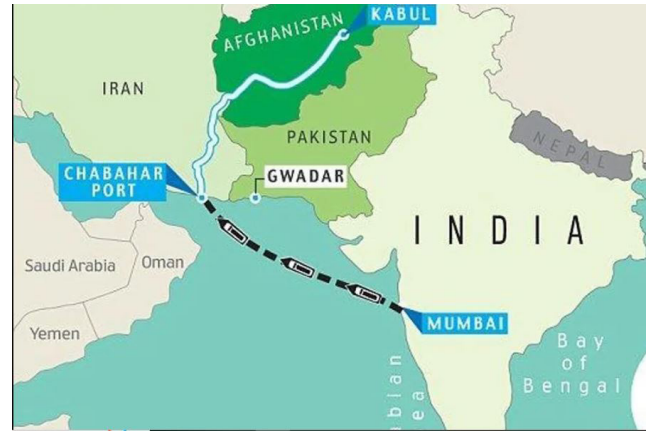 KABUL
AFGHANISTAN
IRAN
PAKISTAN
NEPAL
CHABAHAR
PORT
GWADAR
INDIA
Saudi Arabia
Oman
Yemen
MUMBAI
Bay
of
Bengal
bian
ea